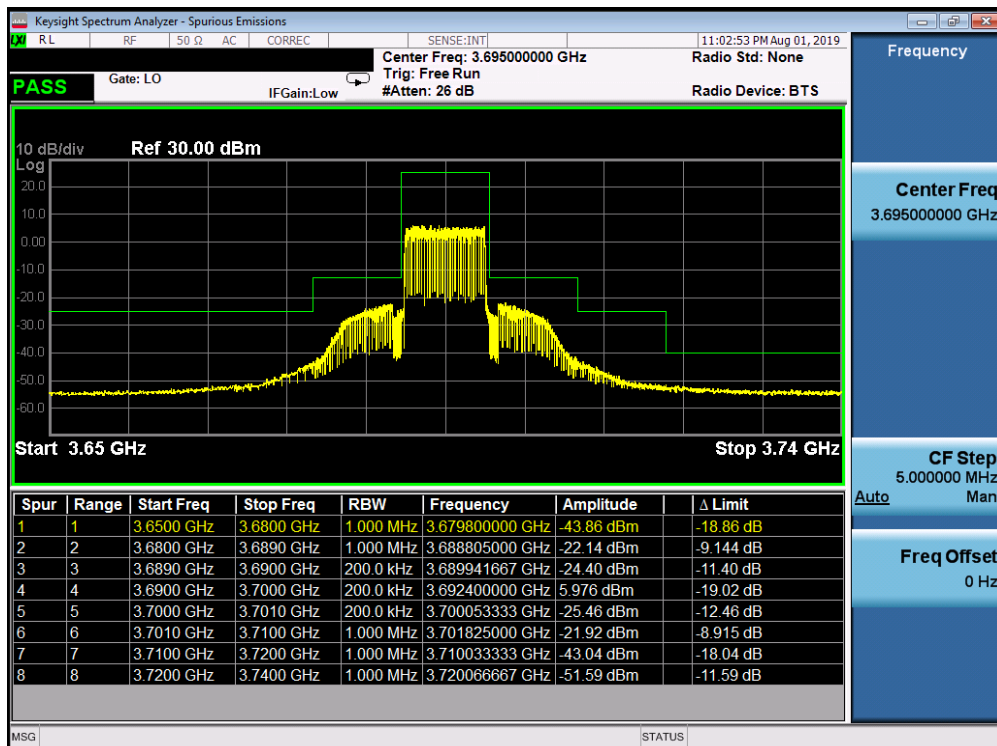 Keysight Spectrum Analyzer - Spurious Emissions
LXI RL RF 50 Ω AC CORREC SENSE:INT 11:02:53 PM Aug 01, 2019
Center Freq: 3.695000000 GHz Radio Std: None
PASS Gate: LO Trig: Free Run
IFGain:Low #Atten: 26 dB Radio Device: BTS
10 dB/div Ref 30.00 dBm
Log
20.0
10.0
0.00
-10.0
-20.0
-30.0
-40.0
-50.0
-60.0
Start 3.65 GHz Stop 3.74 GHz
Spur Range Start Freq Stop Freq RBW Frequency Amplitude Δ Limit
1 1 3.6500 GHz 3.6800 GHz 1.000 MHz 3.679800000 GHz -43.86 dBm -18.86 dB
2 2 3.6800 GHz 3.6890 GHz 1.000 MHz 3.688805000 GHz -22.14 dBm -9.144 dB
3 3 3.6890 GHz 3.6900 GHz 200.0 kHz 3.689941667 GHz -24.40 dBm -11.40 dB
4 4 3.6900 GHz 3.7000 GHz 200.0 kHz 3.692400000 GHz 5.976 dBm -19.02 dB
5 5 3.7000 GHz 3.7010 GHz 200.0 kHz 3.700053333 GHz -25.46 dBm -12.46 dB
6 6 3.7010 GHz 3.7100 GHz 1.000 MHz 3.701825000 GHz -21.92 dBm -8.915 dB
7 7 3.7100 GHz 3.7200 GHz 1.000 MHz 3.710033333 GHz -43.04 dBm -18.04 dB
8 8 3.7200 GHz 3.7400 GHz 1.000 MHz 3.720066667 GHz -51.59 dBm -11.59 dB
MSG STATUS
Frequency
Center Freq
3.695000000 GHz
CF Step
5.000000 MHz
Auto Man
Freq Offset
0 Hz